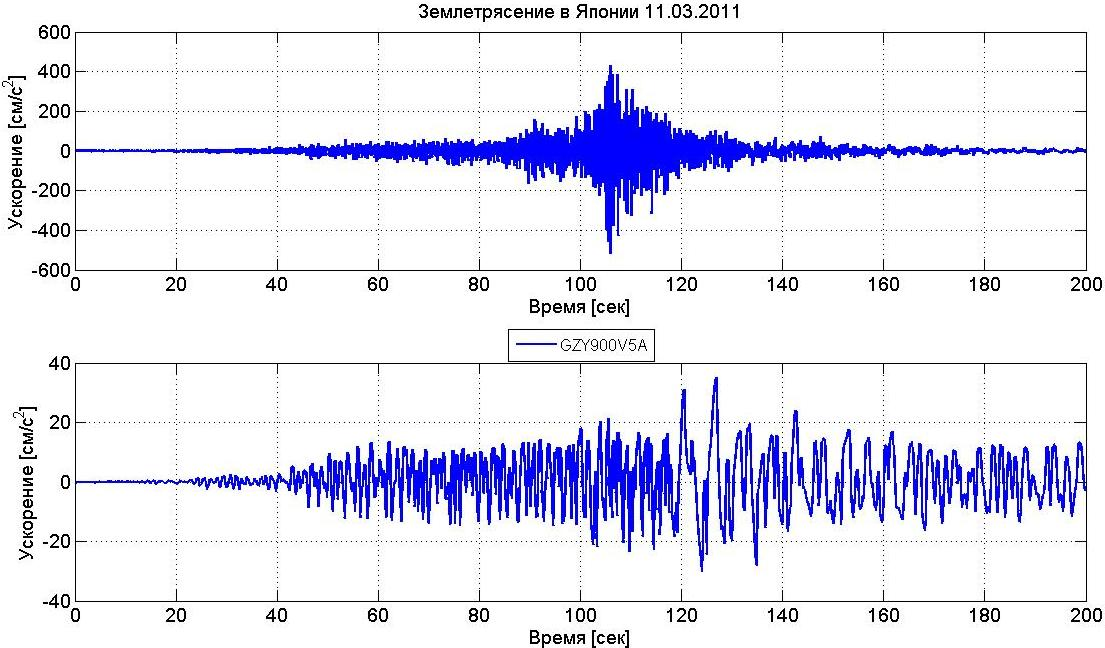 Землетрясение в Японии 11.03.2011
600
400
200
0
-200
-400
-600
Ускорение [см/с²]
0 20 40 60 80 100 120 140 160 180 200
Время [сек]
GZY900V5A
40
20
0
-20
-40
Ускорение [см/с²]
0 20 40 60 80 100 120 140 160 180 200
Время [сек]